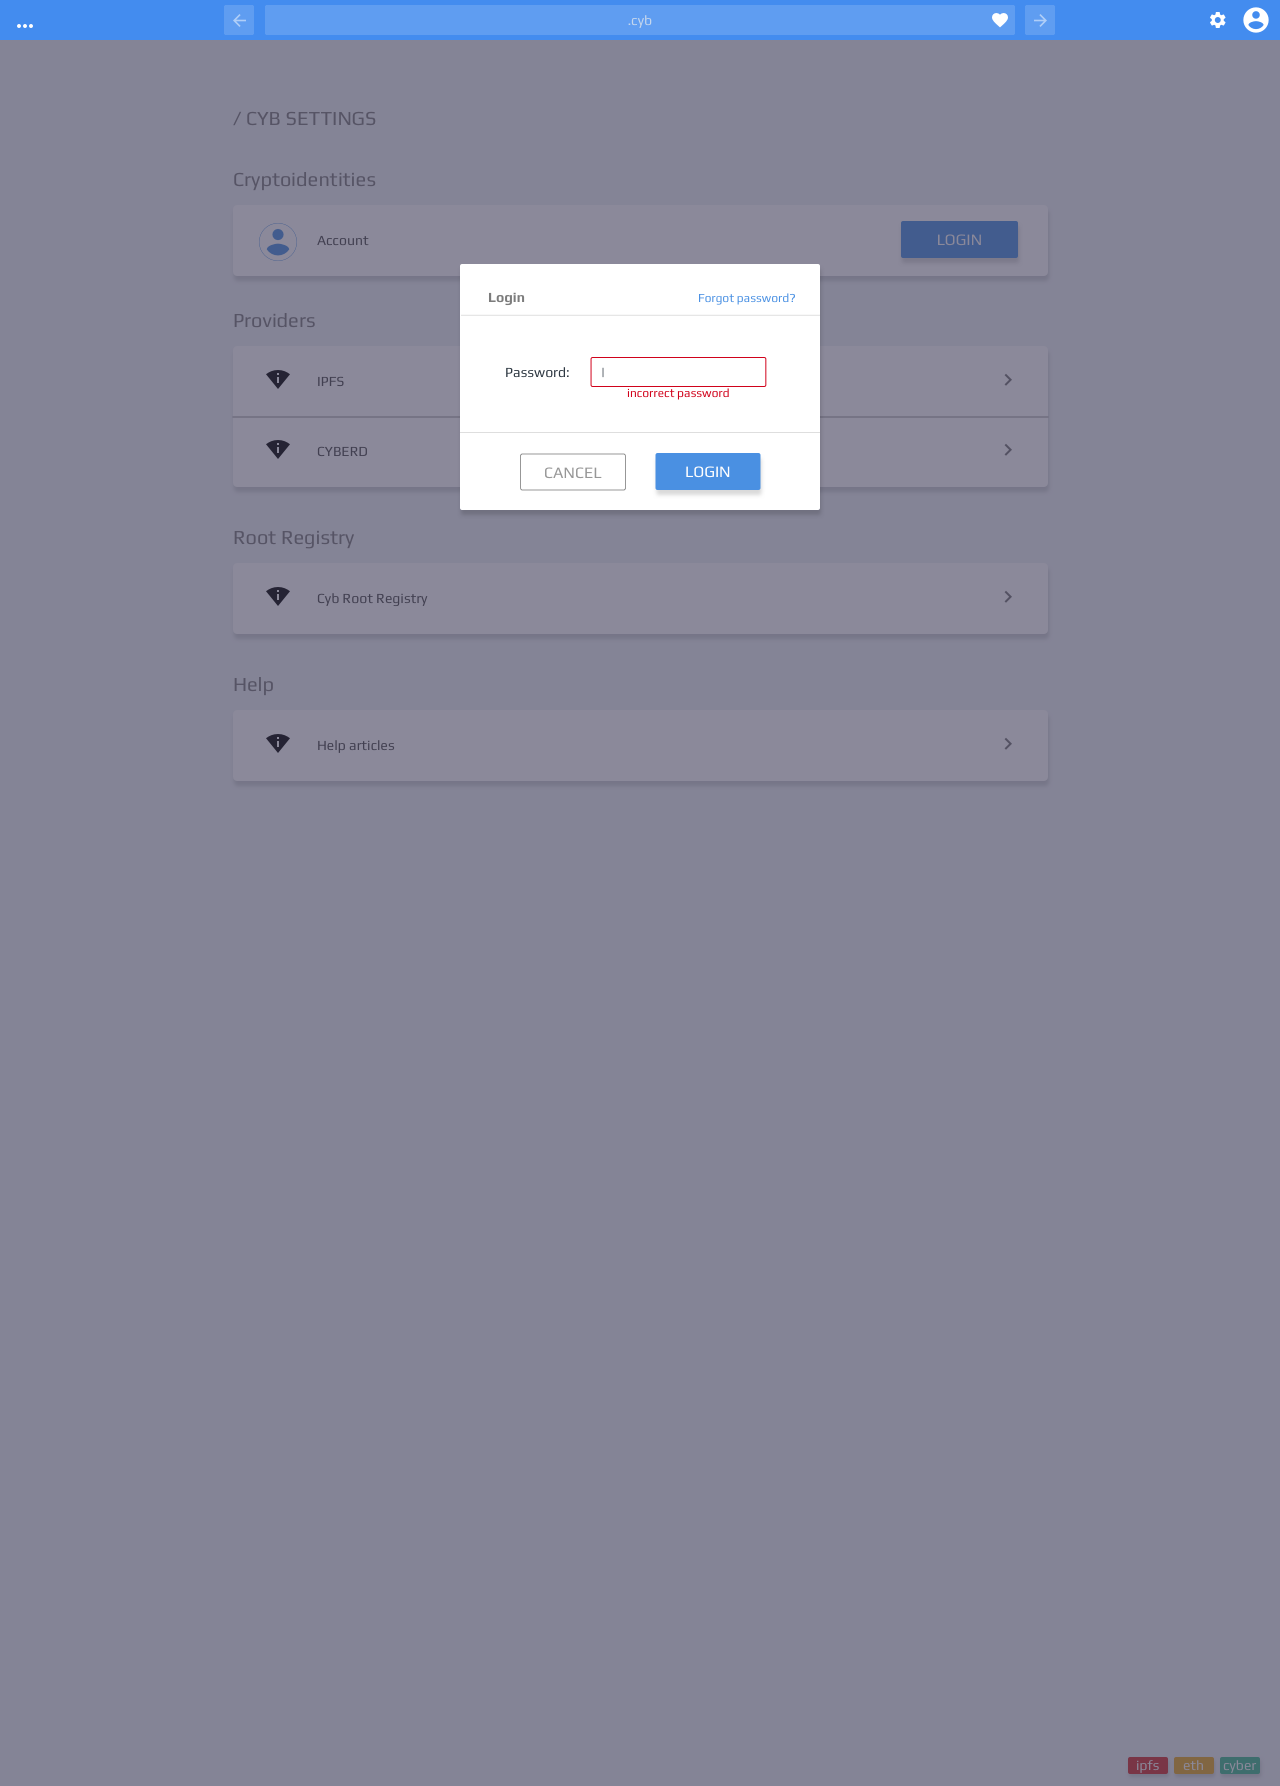 .cyb
/ CYB SETTINGS
Cryptoidentities
Account
LOGIN
Login
Forgot password?
Providers
Password:
incorrect password
IPFS
CYBERD
CANCEL
LOGIN
Root Registry
Cyb Root Registry
Help
Help articles
ipfs
eth
cyber